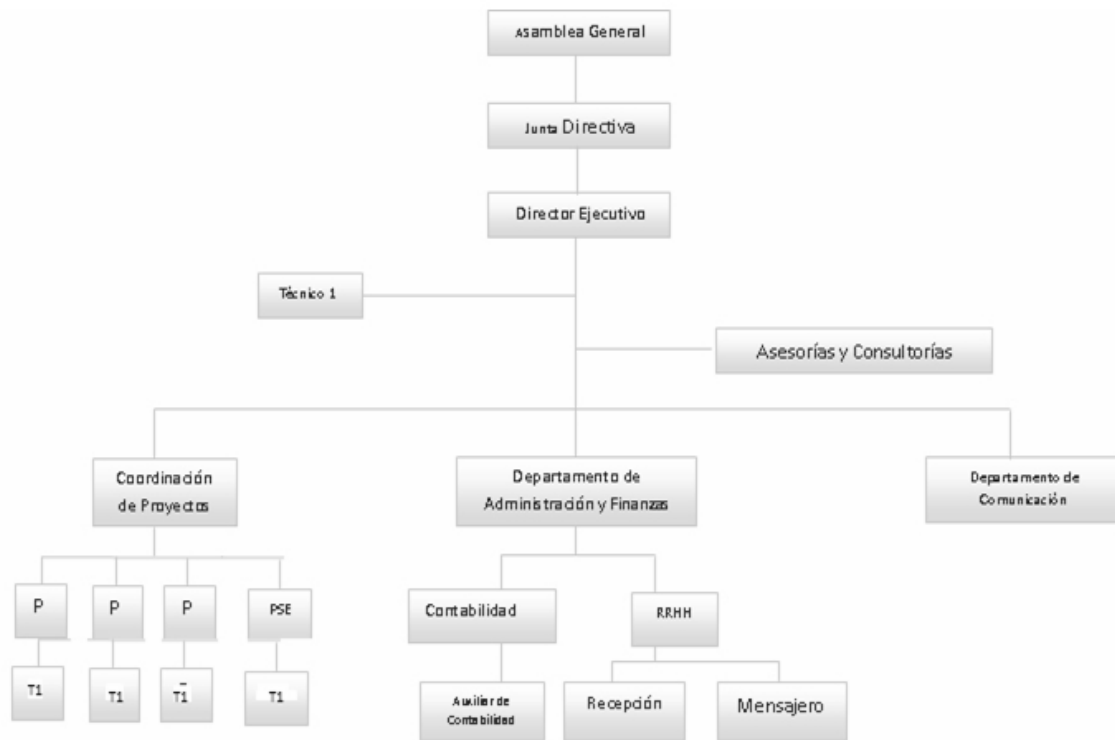 Asamblea General
Junta Directiva
Director Ejecutivo
Técnico 1
Asesorías y Consultorías
Coordinación
de Proyectos
Departamento de
Administración y Finanzas
Departamento de
Comunicación
P
P
P
PSE
Contabilidad
RRHH
T1
T1
T1
T1
Auxiliar de
Contabilidad
Recepción
Mensajero